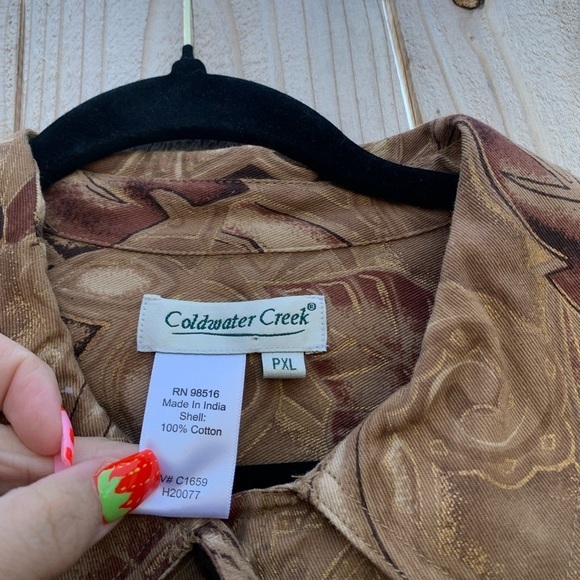 Coldwater Creek®
PXL
RN 98516
Made In India
Shell:
100% Cotton
V# C1659
H20077